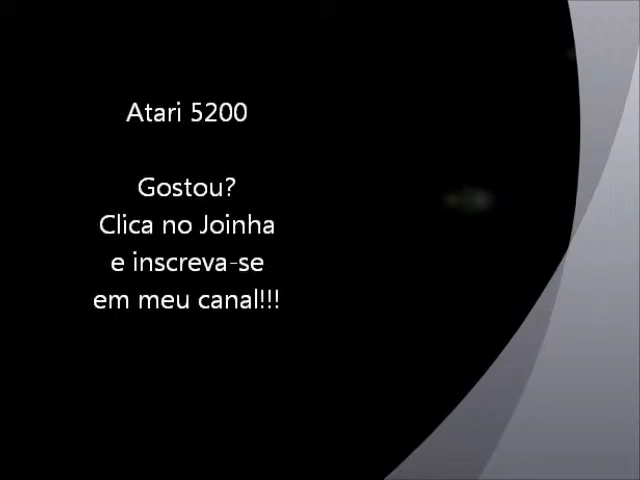 Atari 5200
Gostou?
Clica no Joinha
e inscreva-se
em meu canal!!!